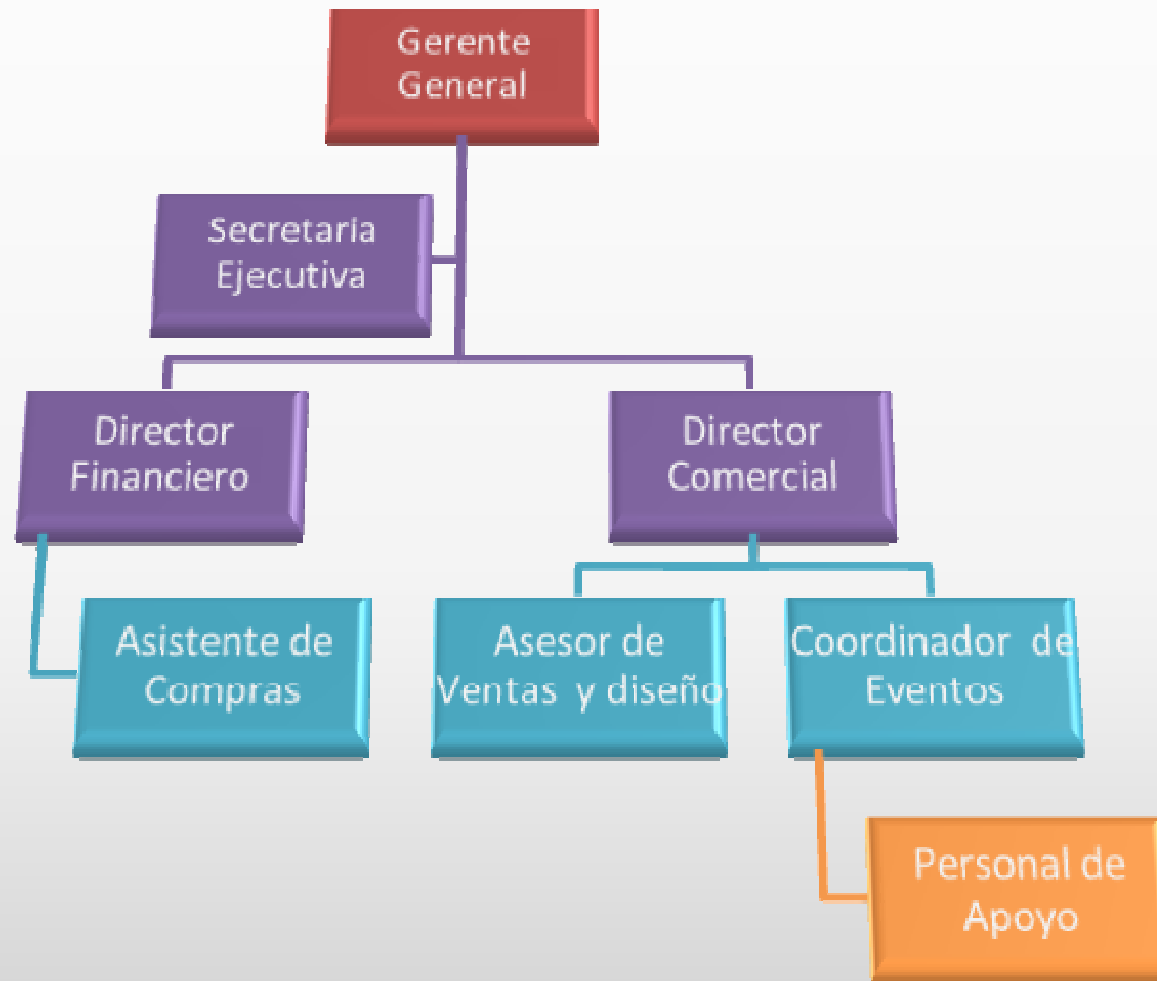 Gerente
General
Secretaría
Ejecutiva
Director
Financiero
Director
Comercial
Asistente de
Compras
Asesor de
Ventas y diseño
Coordinador de
Eventos
Personal de
Apoyo